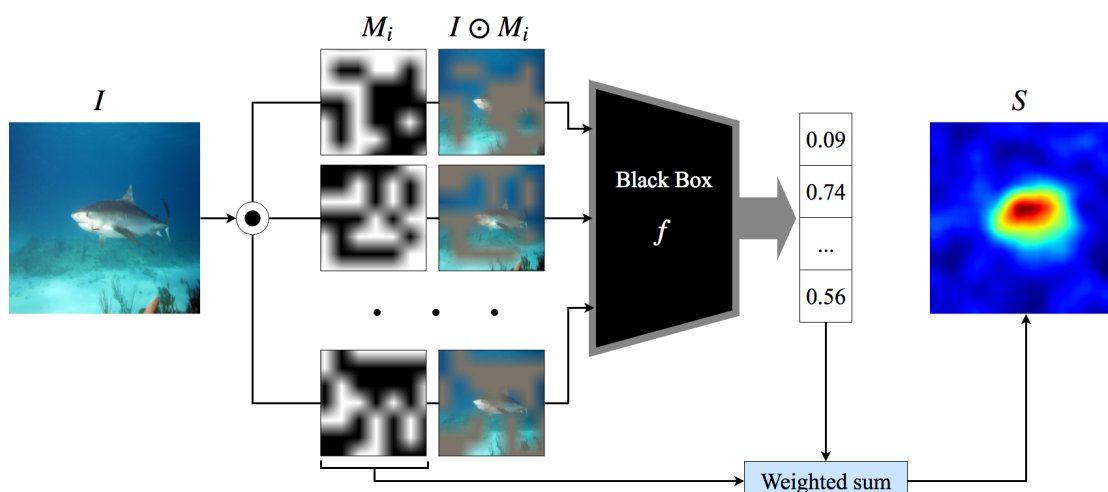 I
M_i
I ⊙ M_i
Black Box
f
0.09
0.74
...
0.56
S
Weighted sum